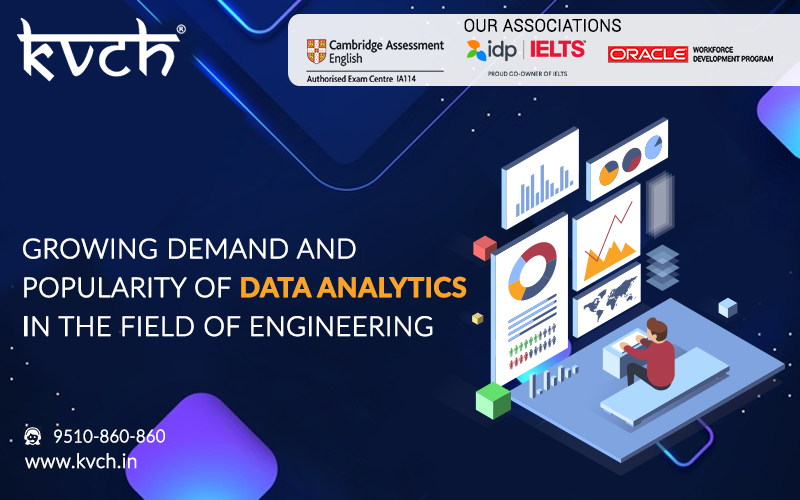 kvch®
OUR ASSOCIATIONS
Cambridge Assessment
English
Authorised Exam Centre IA114
idp | IELTS™
PROUD CO-OWNER OF IELTS
ORACLE WORKFORCE
DEVELOPMENT PROGRAM
GROWING DEMAND AND
POPULARITY OF DATA ANALYTICS
IN THE FIELD OF ENGINEERING
9510-860-860
www.kvch.in